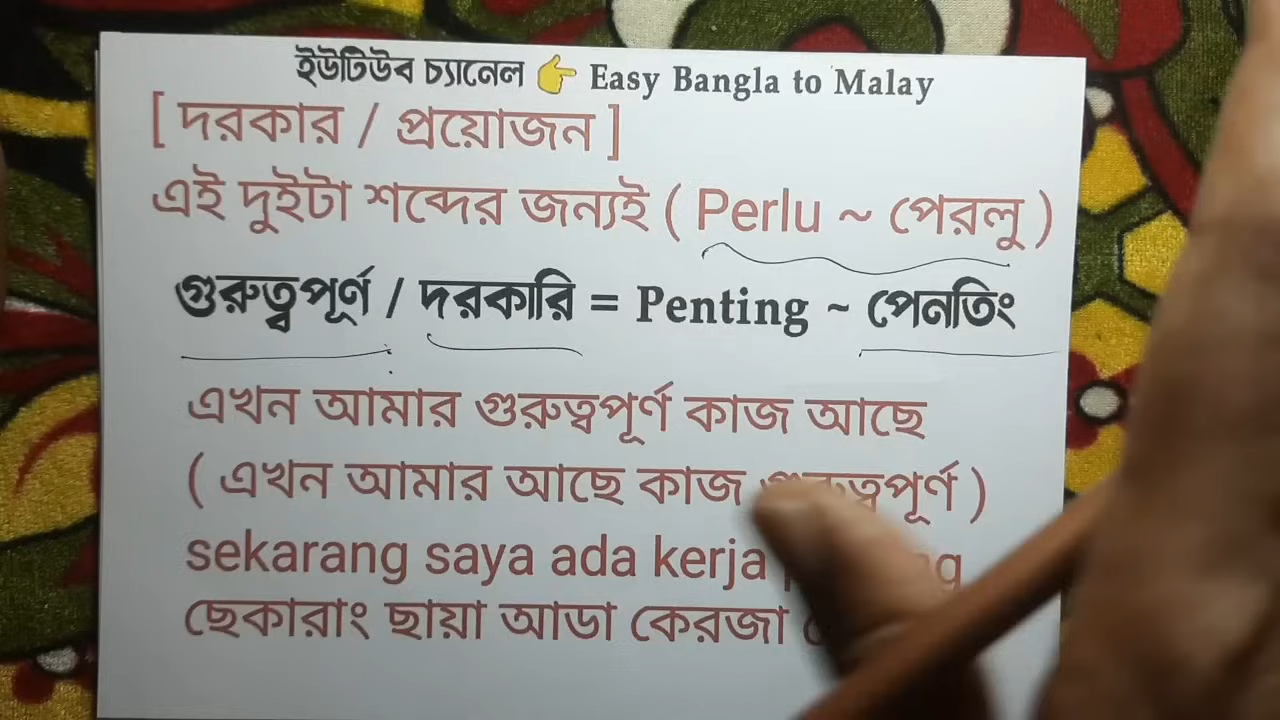 ইউটিউব চ্যানেল 👉 Easy Bangla to Malay
[ দরকার / প্রয়োজন ]
এই দুইটা শব্দের জন্যই ( Perlu ~ পেরলু )
গুরুত্বপূর্ণ / দরকারি = Penting ~ পেনতিং
এখন আমার গুরুত্বপূর্ণ কাজ আছে
( এখন আমার আছে কাজ গুরুত্বপূর্ণ )
sekarang saya ada kerja
ছেকারাং ছায়া আডা কেরজা